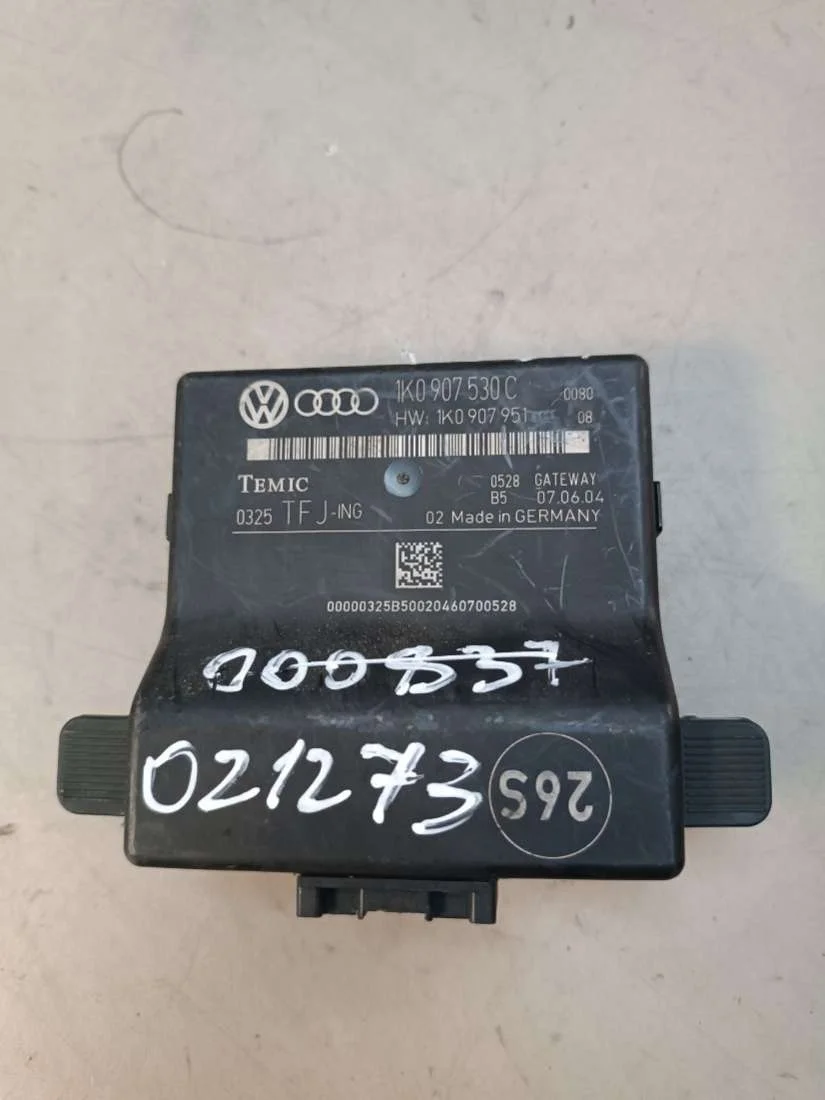 1K0 907 530 C 0080
HW: 1K0 907 951 08
TEMIC 0528 GATEWAY
B5 07.06.04
0325 TFJ-ING 02 Made in GERMANY
00000325B50020460700528
000837
021273
26S